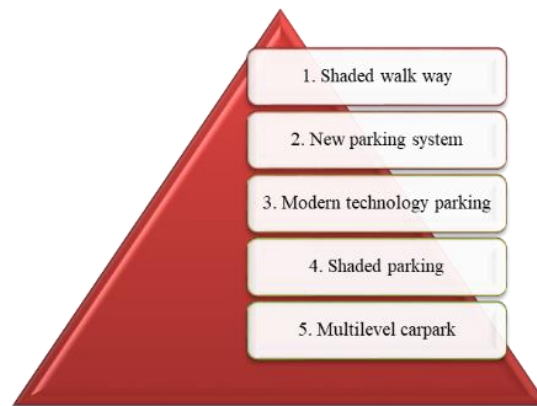 1. Shaded walk way
2. New parking system
3. Modern technology parking
4. Shaded parking
5. Multilevel carpark